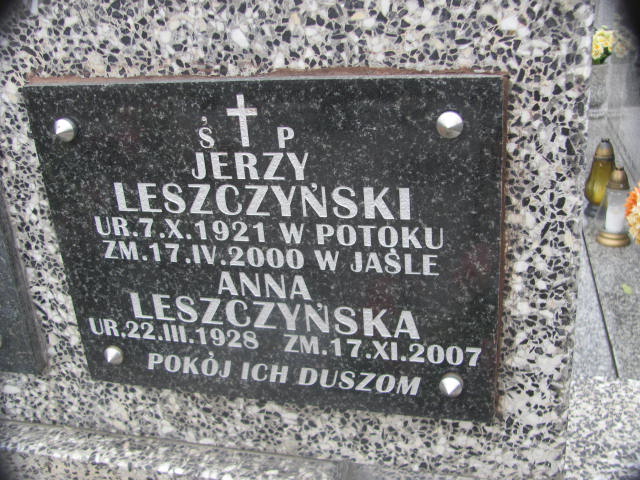 Ś P
JERZY
LESZCZYŃSKI
UR.7.X.1921 W POTOKU
ZM.17.IV.2000 W JAŚLE
ANNA
LESZCZYŃSKA
UR.22.III.1928 ZM.17.XI.2007
POKÓJ ICH DUSZOM